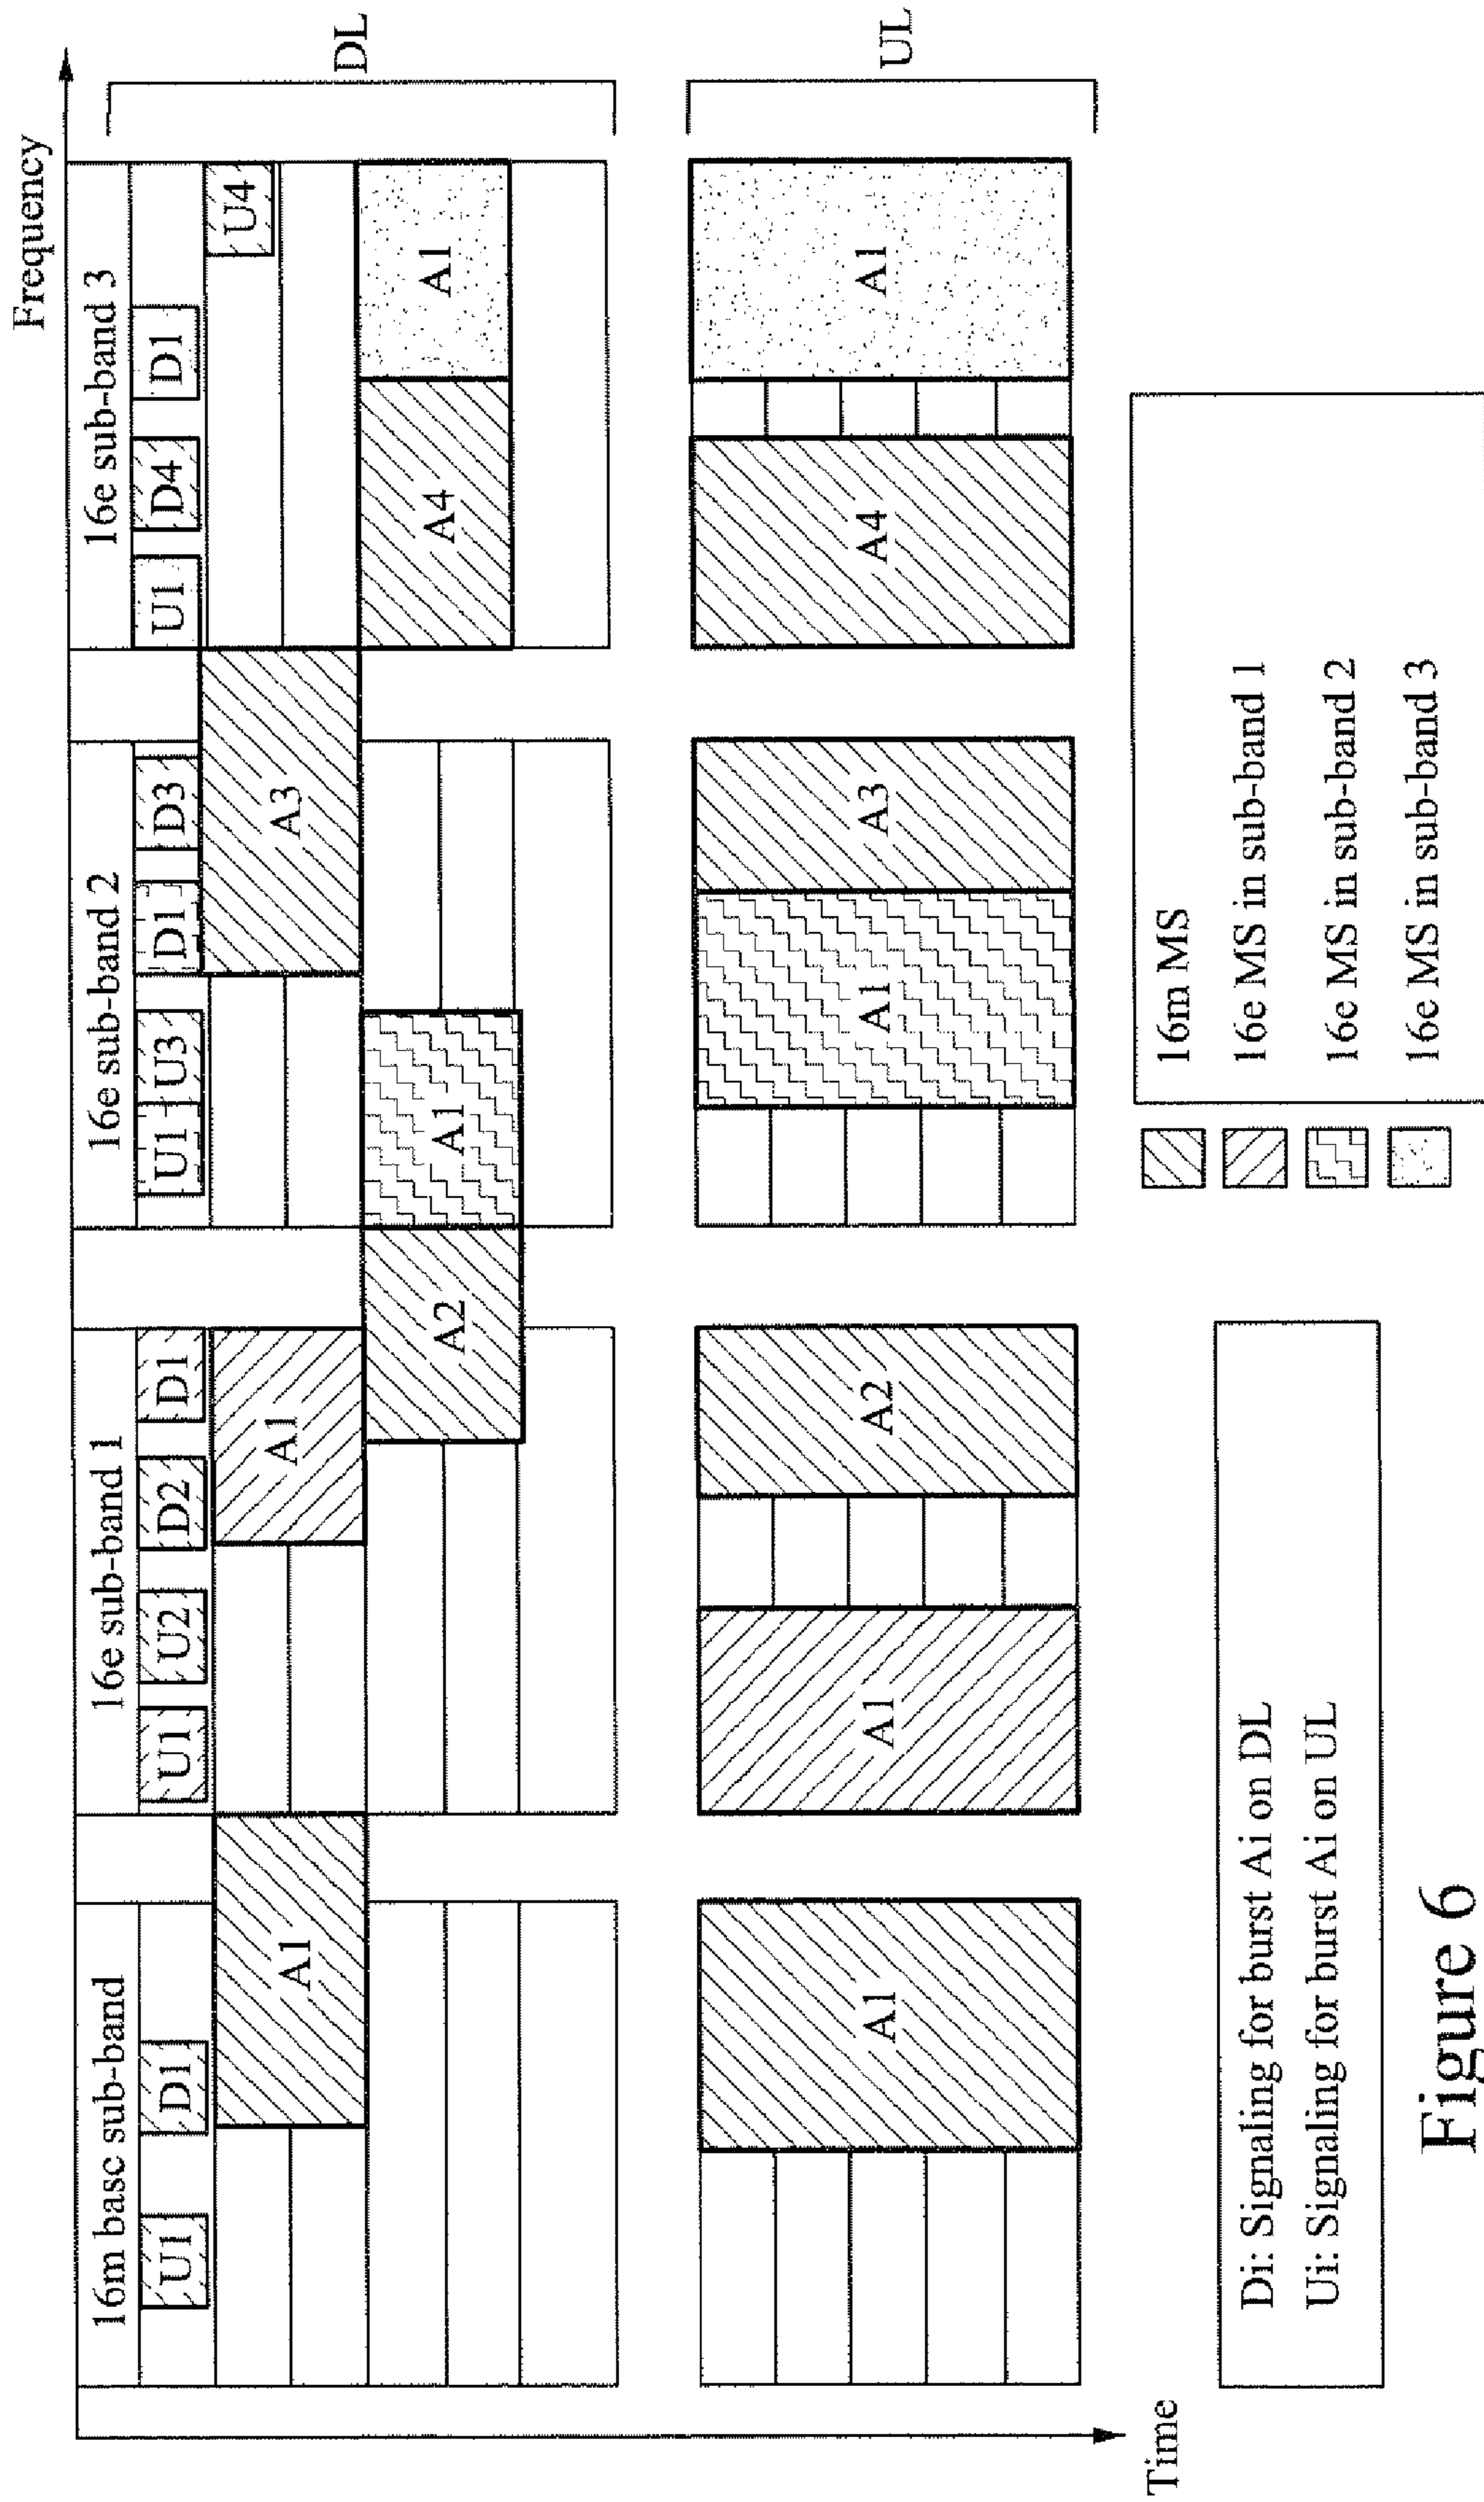 Frequency
16m basc sub-band
16e sub-band 1
16e sub-band 2
16e sub-band 3
U1 D1 U1 U2 D2 D1 U1 U3 D1 D3 U1 D4 D1
U4
DL
A1 A1 A3
A2 A1 A4 A1
UL
A1 A1 A2 A1 A3 A4 A1
Time
16m MS
16e MS in sub-band 1
16e MS in sub-band 2
16e MS in sub-band 3
Di: Signaling for burst Ai on DL
Ui: Signaling for burst Ai on UL
Figure 6